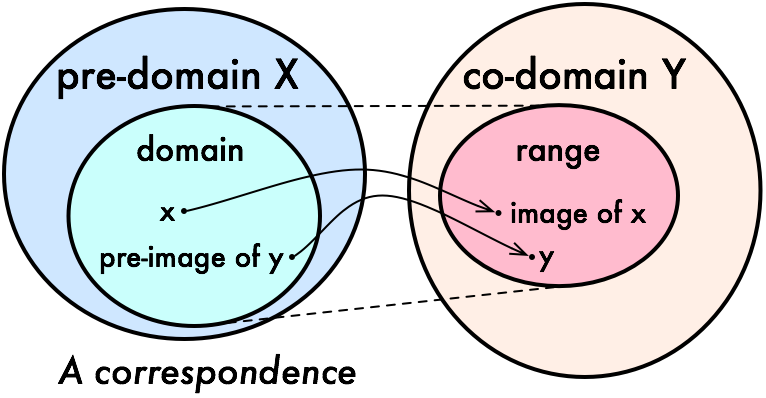 pre-domain X
co-domain Y
domain
range
x
image of x
pre-image of y
y
A correspondence